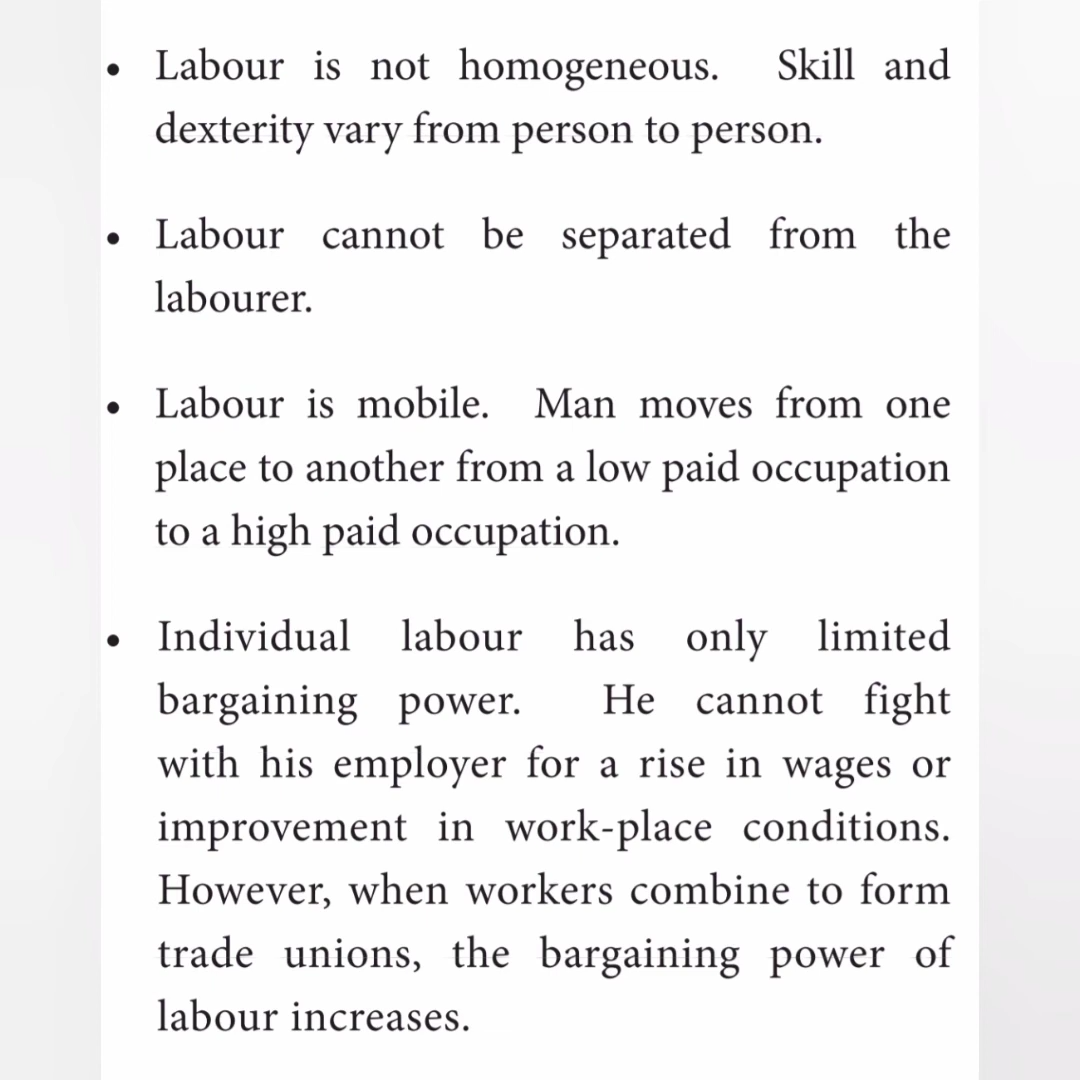 • Labour is not homogeneous. Skill and
dexterity vary from person to person.
• Labour cannot be separated from the
labourer.
• Labour is mobile. Man moves from one
place to another from a low paid occupation
to a high paid occupation.
• Individual labour has only limited
bargaining power. He cannot fight
with his employer for a rise in wages or
improvement in work-place conditions.
However, when workers combine to form
trade unions, the bargaining power of
labour increases.